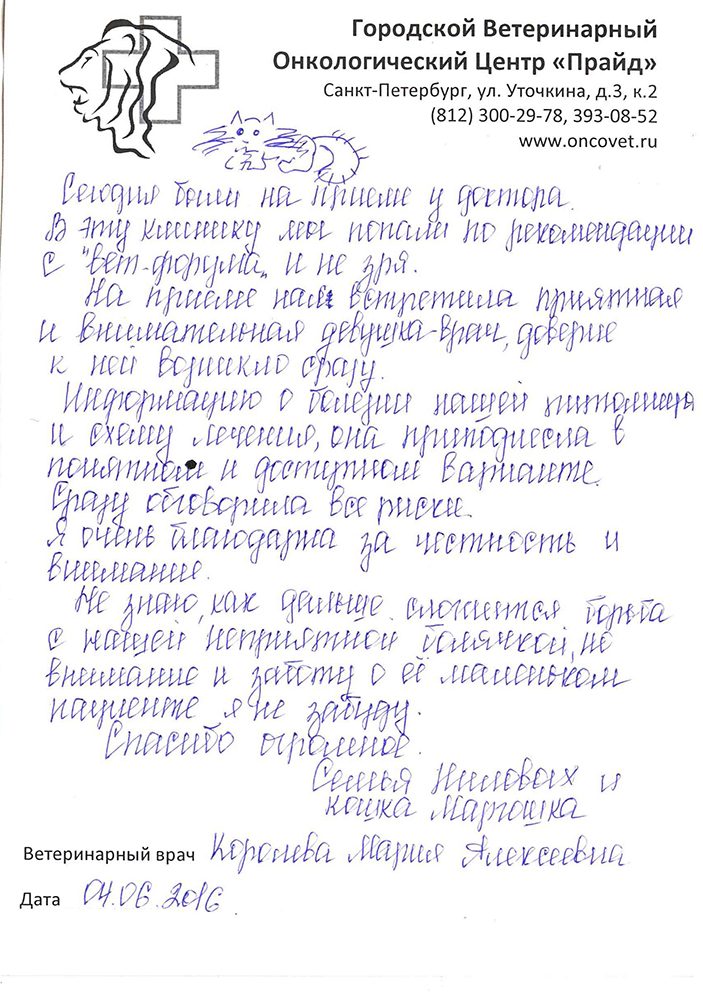 Городской Ветеринарный
Онкологический Центр «Прайд»
Санкт-Петербург, ул. Уточкина, д.3, к.2
(812) 300-29-78, 393-08-52
www.oncovet.ru
Сегодня были на приеме у доктора.
В эту клинику мы попали по рекомендации
с "вет-форума" и не зря.
На приеме нас встретила приятная
и внимательная девушка-врач, доверие
к ней возникло сразу.
Информацию о болезни нашей питомицы
и схему лечения, она приподнесла в
понятном и доступном варианте.
Сразу обговорила все риски.
Я очень благодарна за честность и
внимание.
Не знаю, как дальше сложится борьба
с нашей неприятной болячкой, но
внимание и заботу о её маленьком
пациенте я не забуду.
Спасибо огромное.
Семья Ниловых и
кошка Маргошка
Ветеринарный врач Королева Мария Алексеевна
Дата 04.06.2016